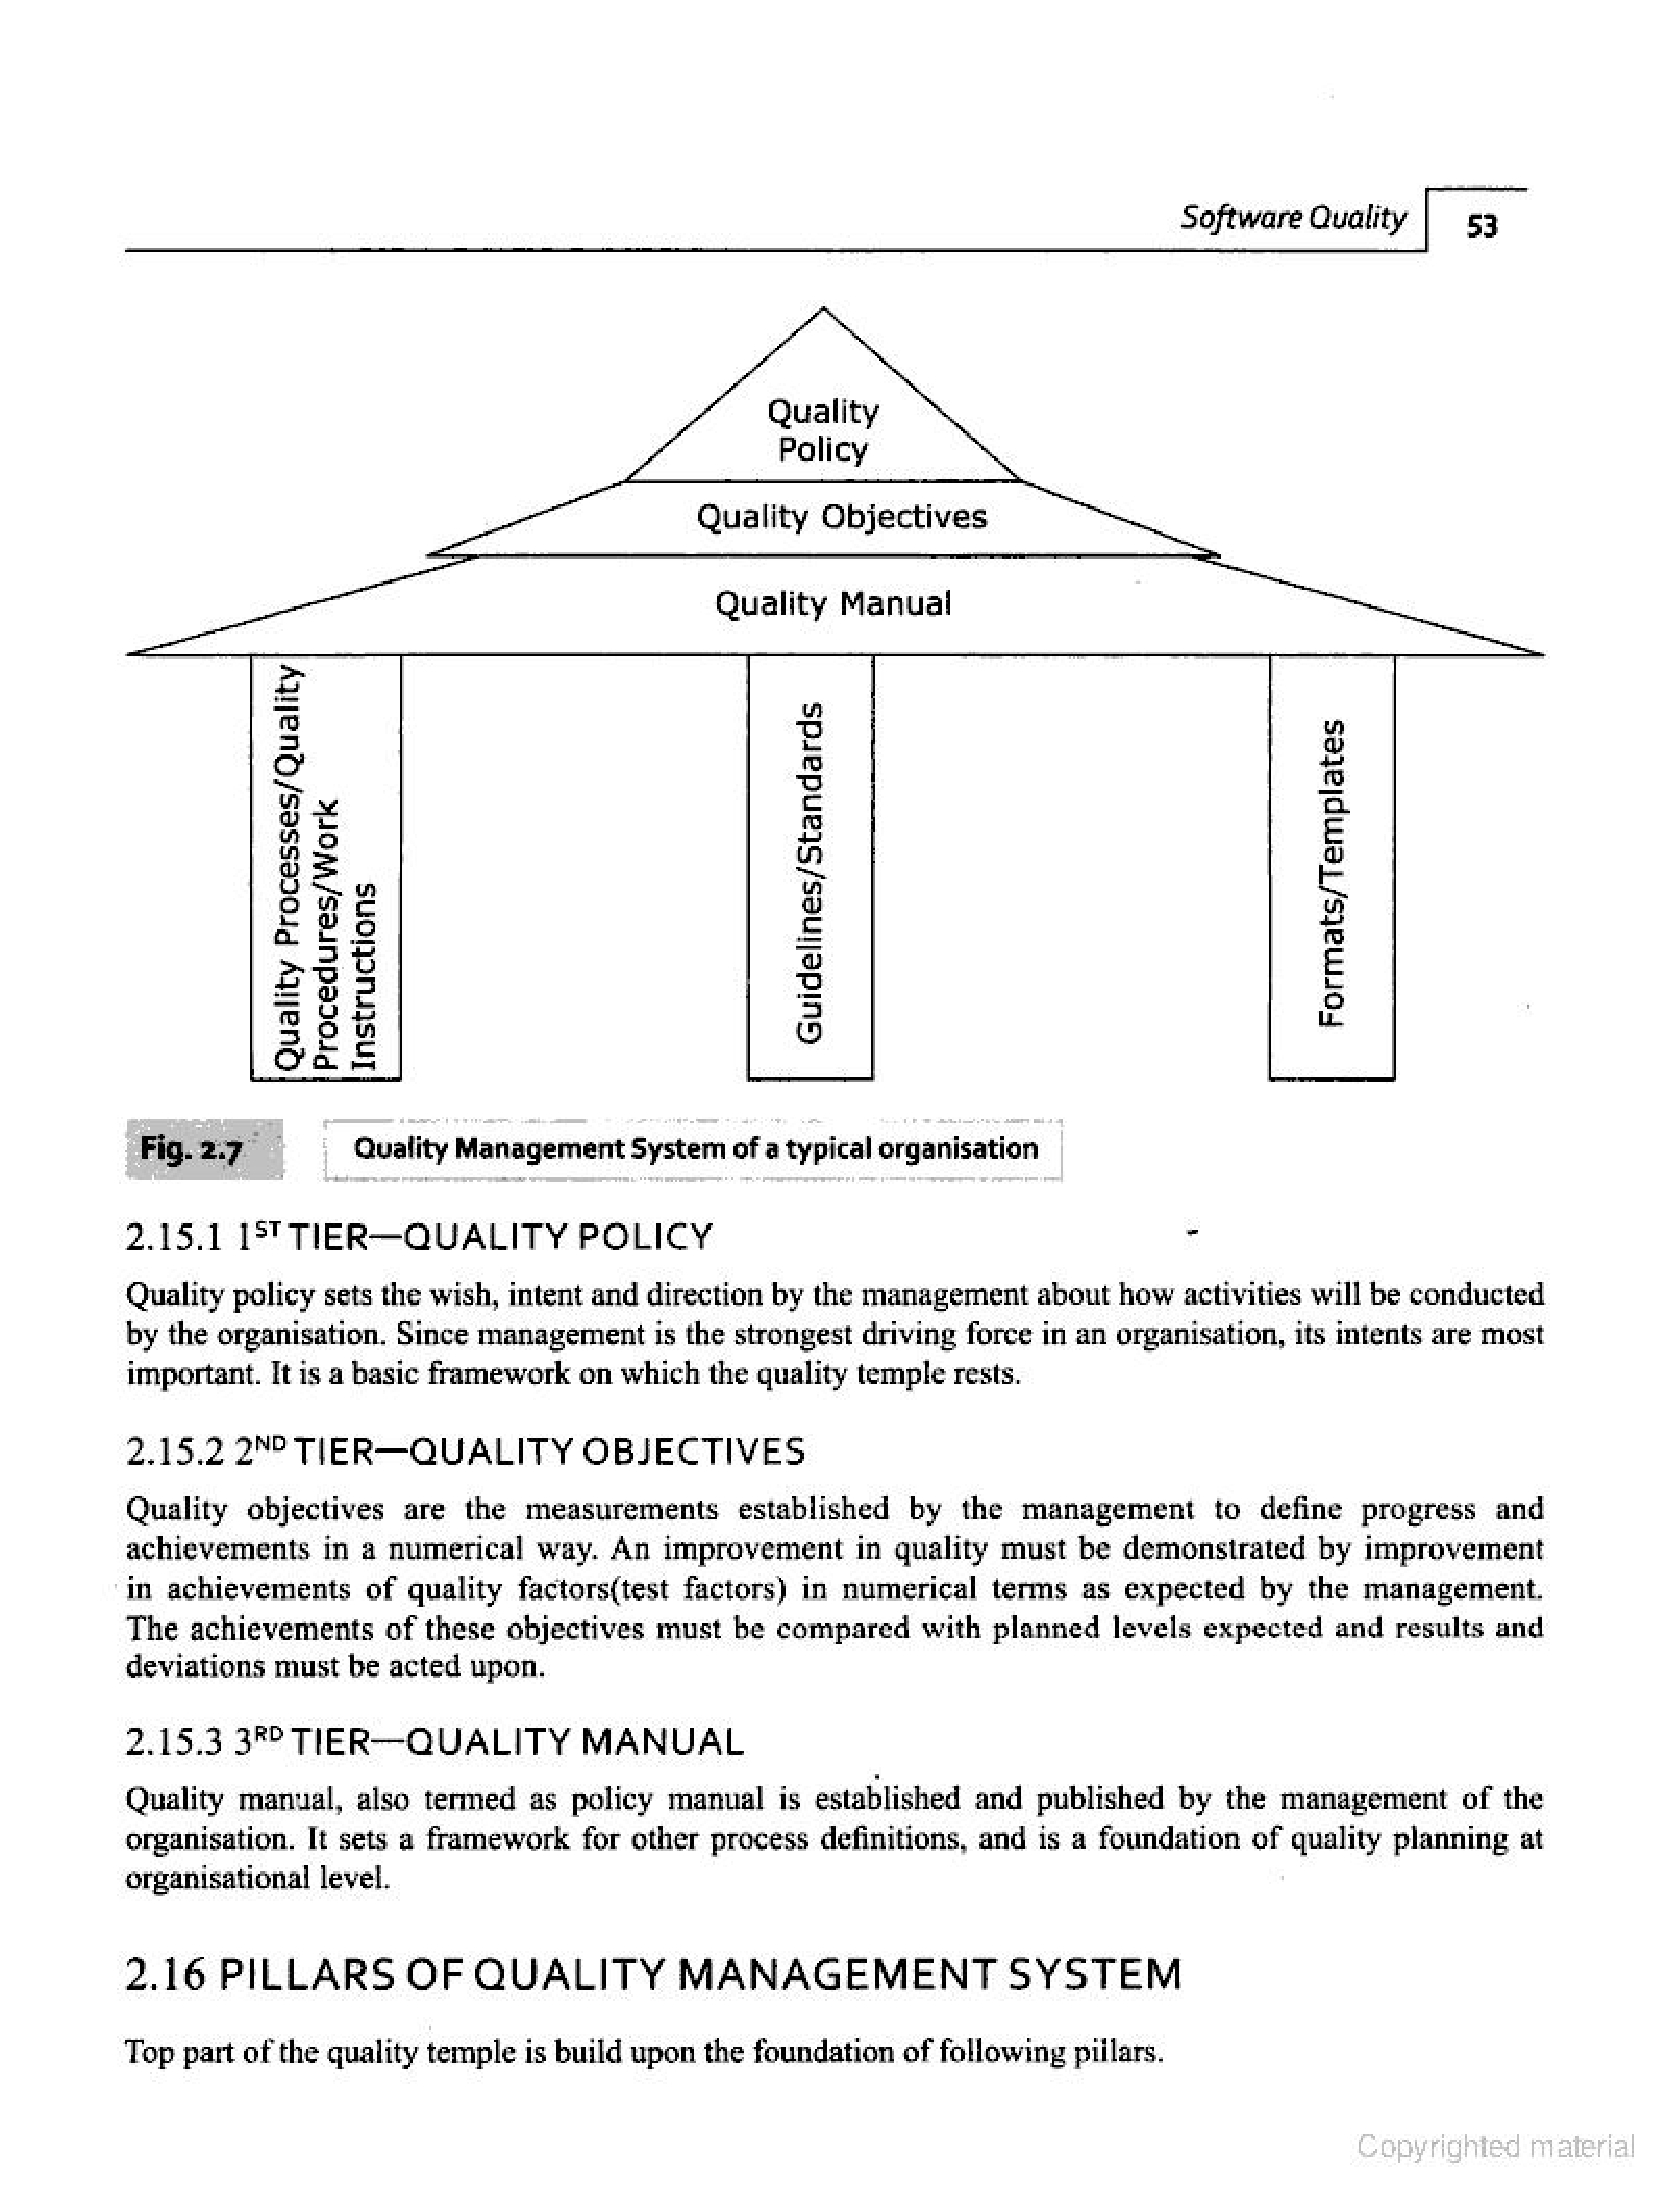 Software Quality 53
Quality
Policy
Quality Objectives
Quality Manual
Quality Processes/Quality
Procedures/Work
Instructions
Guidelines/Standards
Formats/Templates
Fig. 2.7 Quality Management System of a typical organisation
2.15.1 1ST TIER—QUALITY POLICY
Quality policy sets the wish, intent and direction by the management about how activities will be conducted
by the organisation. Since management is the strongest driving force in an organisation, its intents are most
important. It is a basic framework on which the quality temple rests.
2.15.2 2ND TIER—QUALITY OBJECTIVES
Quality objectives are the measurements established by the management to define progress and
achievements in a numerical way. An improvement in quality must be demonstrated by improvement
in achievements of quality factors(test factors) in numerical terms as expected by the management.
The achievements of these objectives must be compared with planned levels expected and results and
deviations must be acted upon.
2.15.3 3RD TIER—QUALITY MANUAL
Quality manual, also termed as policy manual is established and published by the management of the
organisation. It sets a framework for other process definitions, and is a foundation of quality planning at
organisational level.
2.16 PILLARS OF QUALITY MANAGEMENT SYSTEM
Top part of the quality temple is build upon the foundation of following pillars.
Copyrighted material